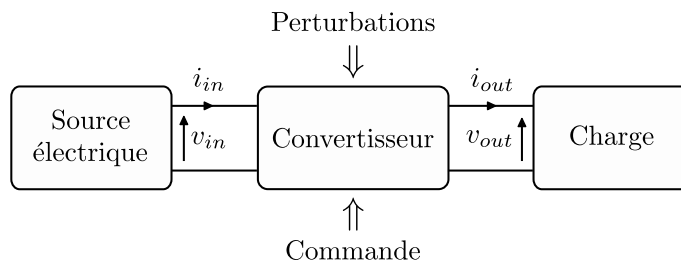 Perturbations
i_in
i_out
Source
électrique
v_in
Convertisseur
v_out
Charge
Commande